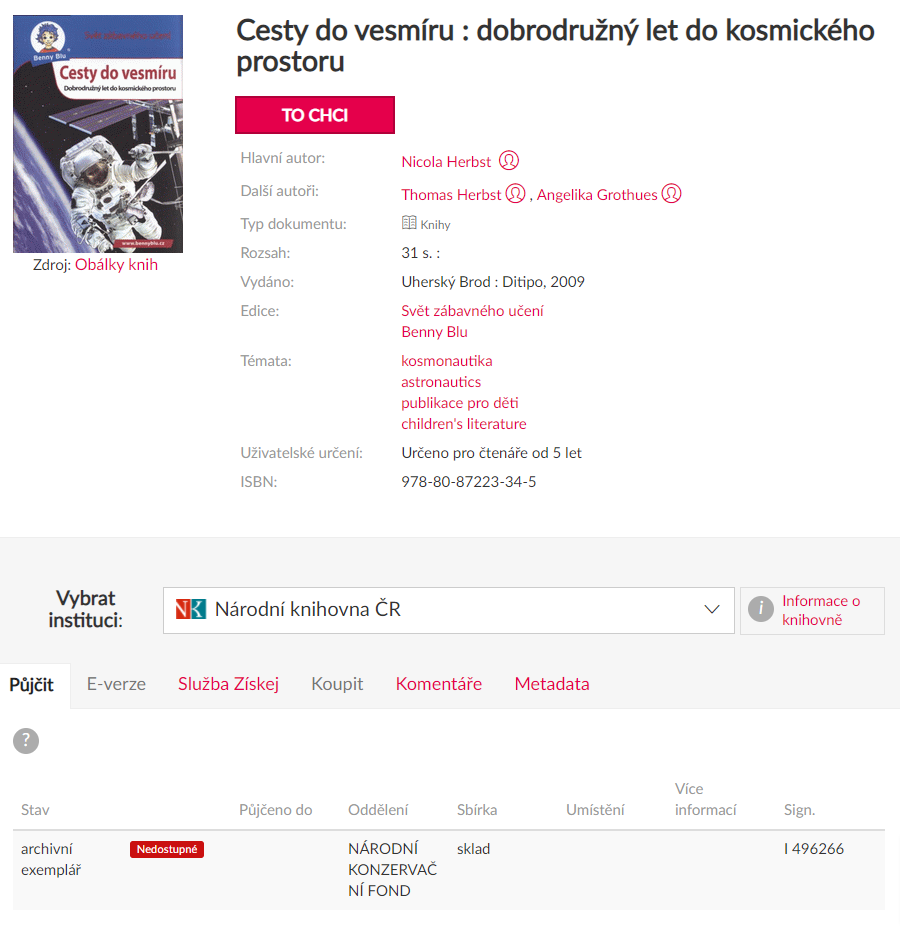 Svět zábavného učení
Benny Blu
Cesty do vesmíru
Dobrodružný let do kosmického prostoru
www.bennyblu.cz
Zdroj: Obálky knih
Cesty do vesmíru : dobrodružný let do kosmického
prostoru
TO CHCI
Hlavní autor: Nicola Herbst
Další autoři: Thomas Herbst , Angelika Grothues
Typ dokumentu: Knihy
Rozsah: 31 s. :
Vydáno: Uherský Brod : Ditipo, 2009
Edice: Svět zábavného učení
Benny Blu
Témata: kosmonautika
astronautics
publikace pro děti
children's literature
Uživatelské určení: Určeno pro čtenáře od 5 let
ISBN: 978-80-87223-34-5
Vybrat
instituci:
NK Národní knihovna ČR
i Informace o
knihovně
Půjčit E-verze Služba Získej Koupit Komentáře Metadata
?
Stav Půjčeno do Oddělení Sbírka Umístění Více
informací Sign.
archivní Nedostupné NÁRODNÍ sklad I 496266
exemplář KONZERVAČ
NÍ FOND